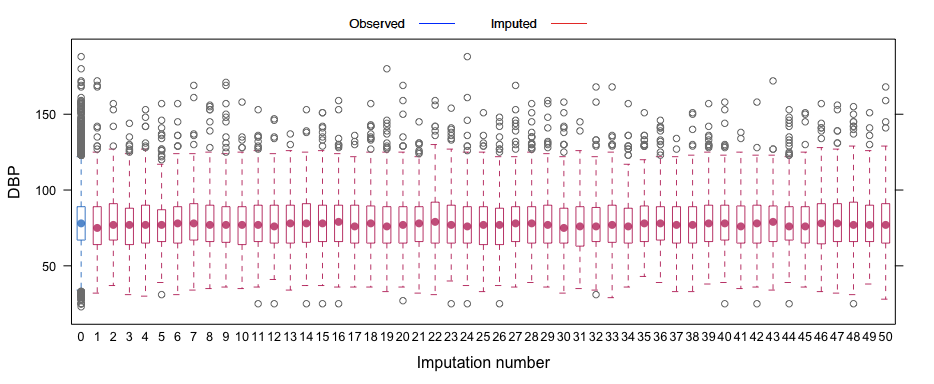 Observed Imputed
DBP
150
100
50
0 1 2 3 4 5 6 7 8 9 10 11 12 13 14 15 16 17 18 19 20 21 22 23 24 25 26 27 28 29 30 31 32 33 34 35 36 37 38 39 40 41 42 43 44 45 46 47 48 49 50
Imputation number